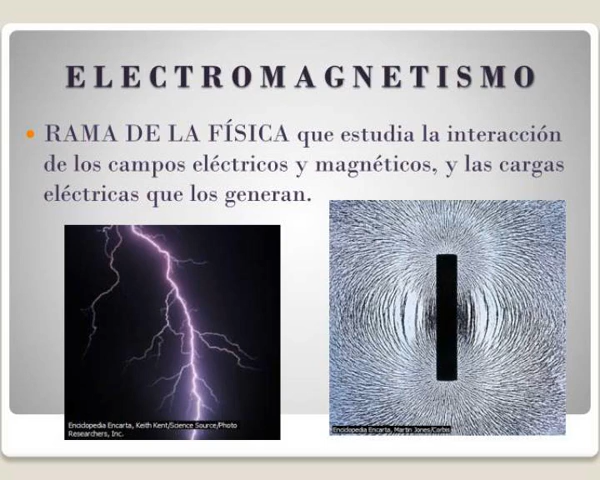 ELECTROMAGNETISMO
RAMA DE LA FÍSICA que estudia la interacción
de los campos eléctricos y magnéticos, y las cargas
eléctricas que los generan.
Enciclopedia Encarta, Keith Kent/Science Source/Photo
Researchers, Inc.
Enciclopedia Encarta, Martin Jones/Corbis